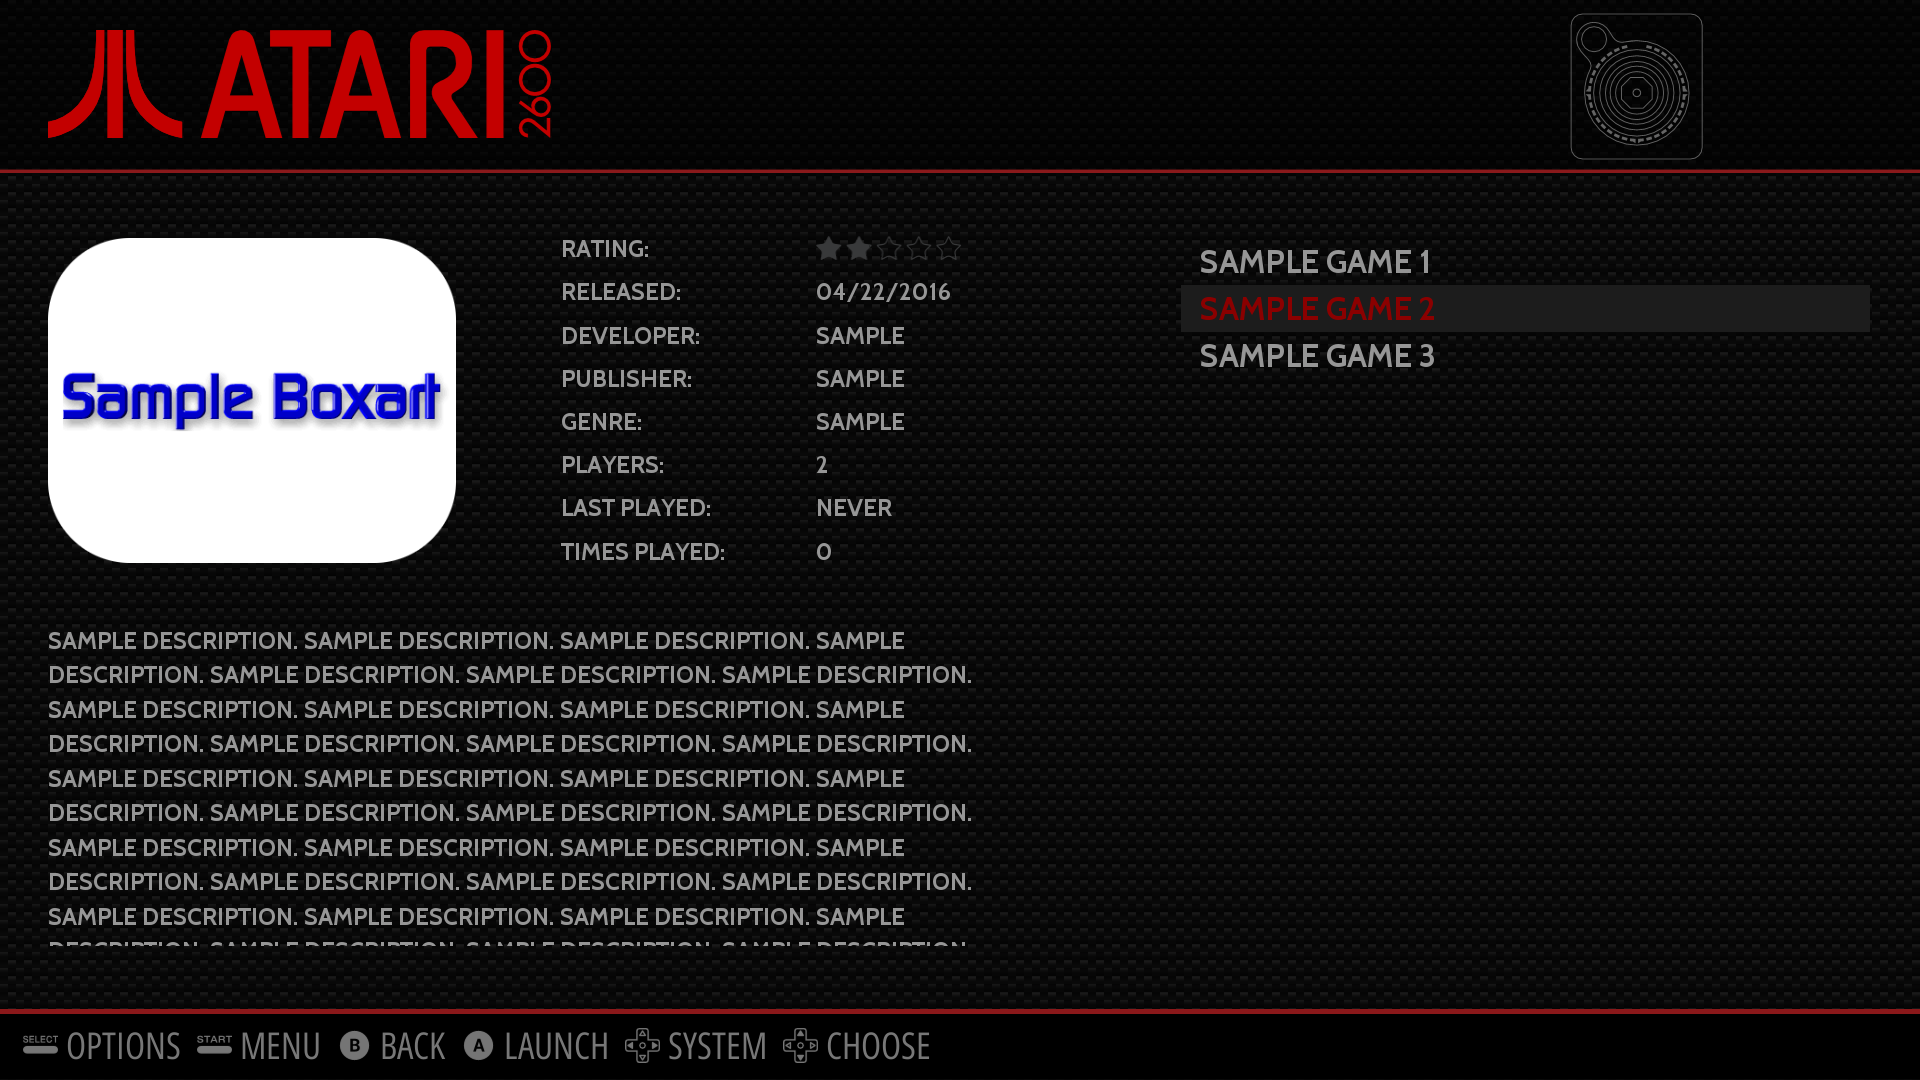 ATARI 2600
Sample Boxart
RATING:
RELEASED: 04/22/2016
DEVELOPER: SAMPLE
PUBLISHER: SAMPLE
GENRE: SAMPLE
PLAYERS: 2
LAST PLAYED: NEVER
TIMES PLAYED: 0
SAMPLE GAME 1
SAMPLE GAME 2
SAMPLE GAME 3
SAMPLE DESCRIPTION. SAMPLE DESCRIPTION. SAMPLE DESCRIPTION. SAMPLE
DESCRIPTION. SAMPLE DESCRIPTION. SAMPLE DESCRIPTION. SAMPLE DESCRIPTION.
SAMPLE DESCRIPTION. SAMPLE DESCRIPTION. SAMPLE DESCRIPTION. SAMPLE
DESCRIPTION. SAMPLE DESCRIPTION. SAMPLE DESCRIPTION. SAMPLE DESCRIPTION.
SAMPLE DESCRIPTION. SAMPLE DESCRIPTION. SAMPLE DESCRIPTION. SAMPLE
DESCRIPTION. SAMPLE DESCRIPTION. SAMPLE DESCRIPTION. SAMPLE DESCRIPTION.
SAMPLE DESCRIPTION. SAMPLE DESCRIPTION. SAMPLE DESCRIPTION. SAMPLE
DESCRIPTION. SAMPLE DESCRIPTION. SAMPLE DESCRIPTION. SAMPLE DESCRIPTION.
SAMPLE DESCRIPTION. SAMPLE DESCRIPTION. SAMPLE DESCRIPTION. SAMPLE
DESCRIPTION. SAMPLE DESCRIPTION. SAMPLE DESCRIPTION. SAMPLE DESCRIPTION.
SELECT OPTIONS START MENU B BACK A LAUNCH SYSTEM CHOOSE